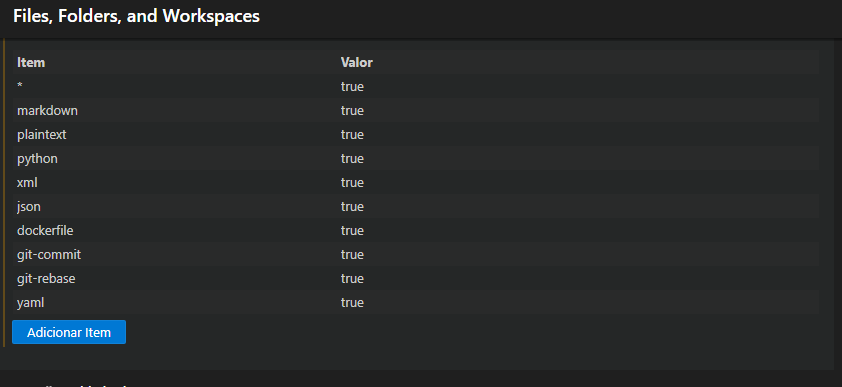 Files, Folders, and Workspaces
Item Valor
* true
markdown true
plaintext true
python true
xml true
json true
dockerfile true
git-commit true
git-rebase true
yaml true
Adicionar Item